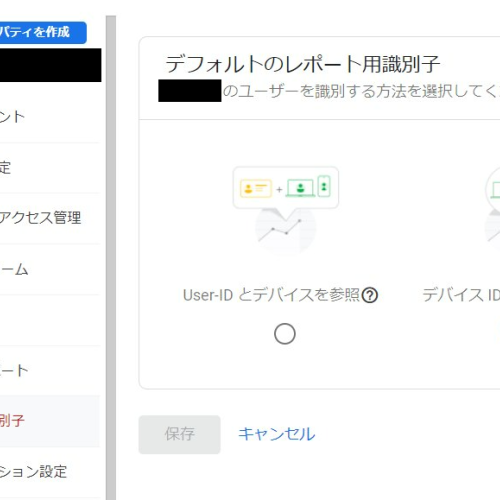 パティを作成
ント
定
アクセス管理
ーム
ート
別子
ション設定
デフォルトのレポート用識別子
のユーザーを識別する方法を選択してく
User-ID とデバイスを参照
デバイス ID
保存
キャンセル